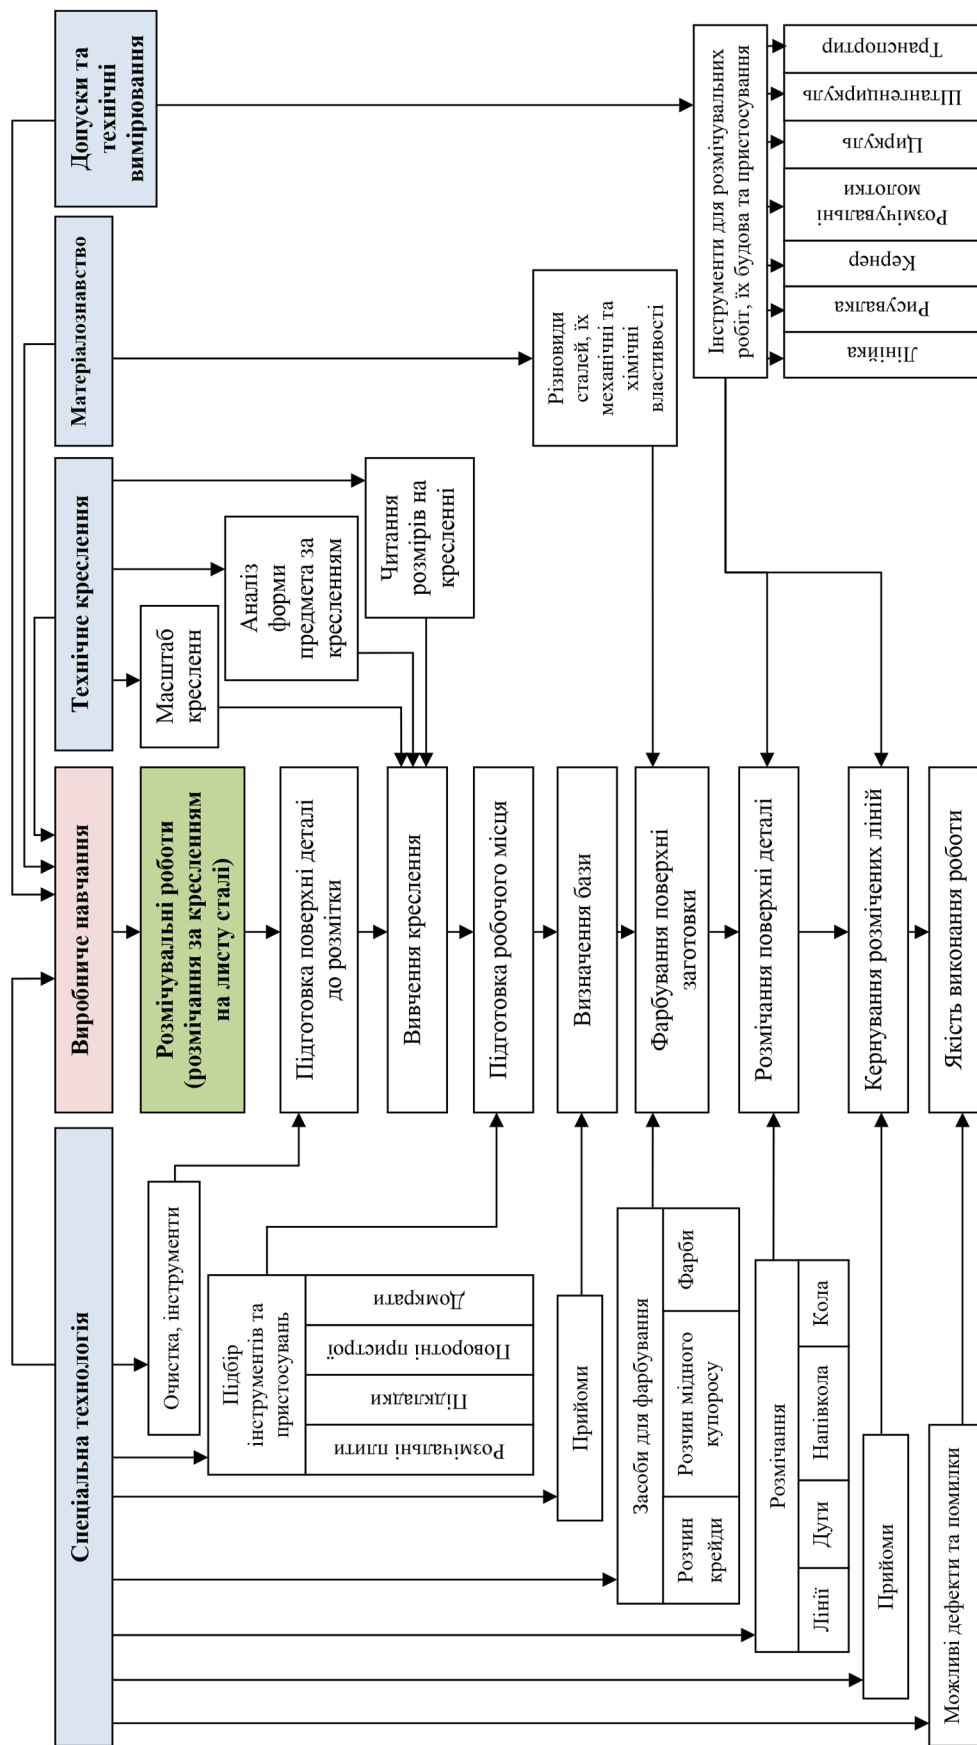 Спеціальна технологія
Виробниче навчання
Технічне креслення
Матеріалознавство
Допуски та
технічні
вимірювання
Розмічувальні роботи
(розмічання за кресленням
на листу сталі)
Масштаб
кресленн
Очистка, інструменти
Аналіз
форми
предмета за
кресленням
Підбір
інструментів та
пристосувань
Розмічальні плити
Підкладки
Поворотні пристрої
Домкрати
Підготовка поверхні деталі
до розмітки
Читання
розмірів на
кресленні
Вивчення креслення
Підготовка робочого місця
Різновиди
сталей, їх
механічні та
хімічні
властивості
Прийоми
Визначення бази
Засоби для фарбування
Розчин
крейди
Розчин мідного
купоросу
Фарби
Фарбування поверхні
заготовки
Інструменти для розмічувальних
робіт, їх будова та пристосування
Лінійка
Рисувалка
Кернер
Розмічувальні
молотки
Циркуль
Штангенциркуль
Транспортир
Розмічання
Лінії
Дуги
Напівкола
Кола
Розмічання поверхні деталі
Прийоми
Кернування розмічених ліній
Можливі дефекти та помилки
Якість виконання роботи